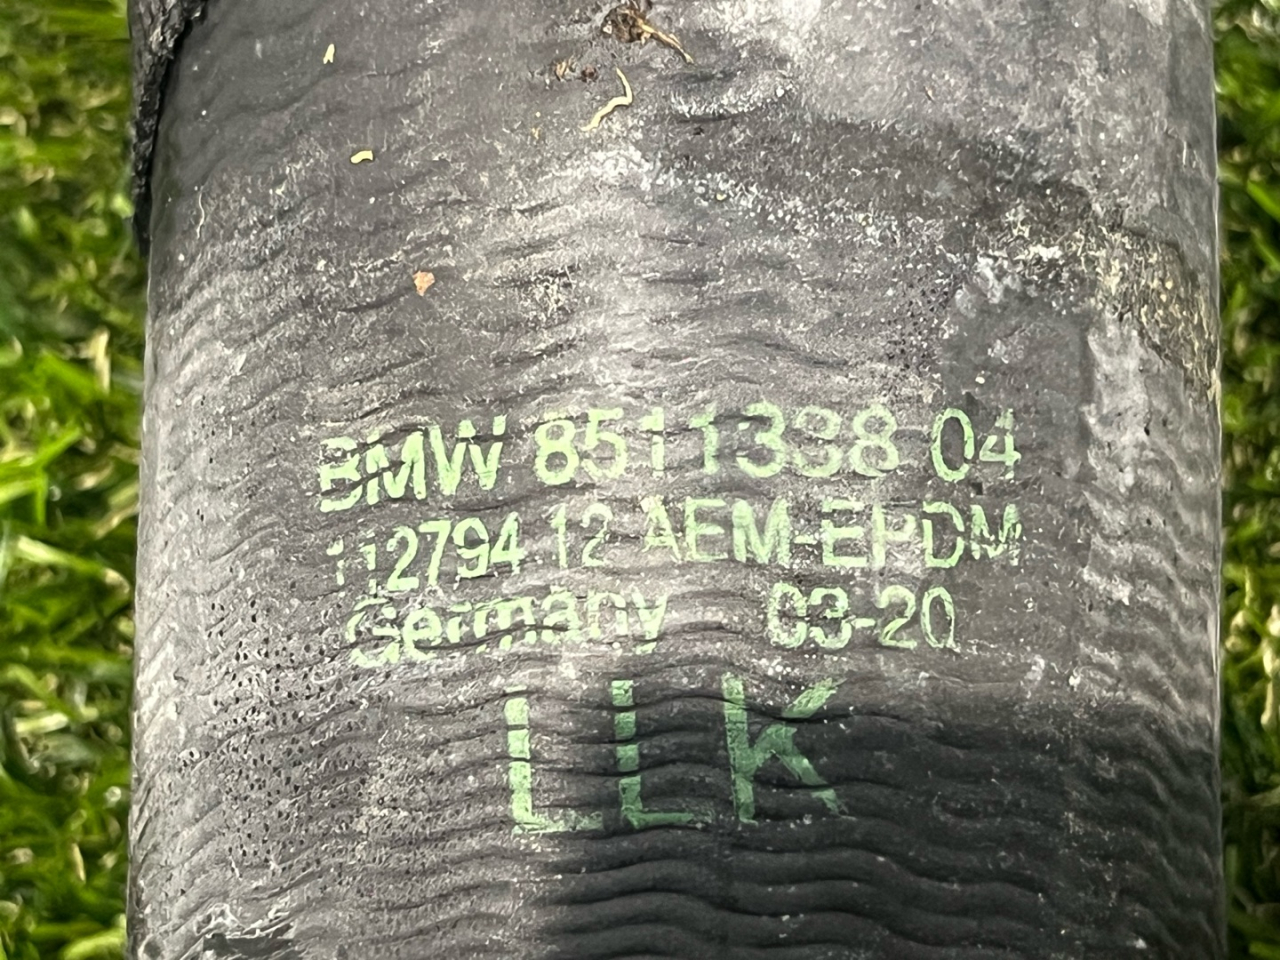 BMW 8511338 04
112794 12 AEM-EPDM
Germany 03-20
LLK